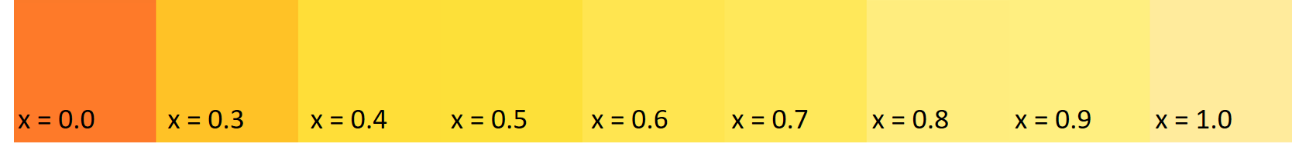 x = 0.0 x = 0.3 x = 0.4 x = 0.5 x = 0.6 x = 0.7 x = 0.8 x = 0.9 x = 1.0